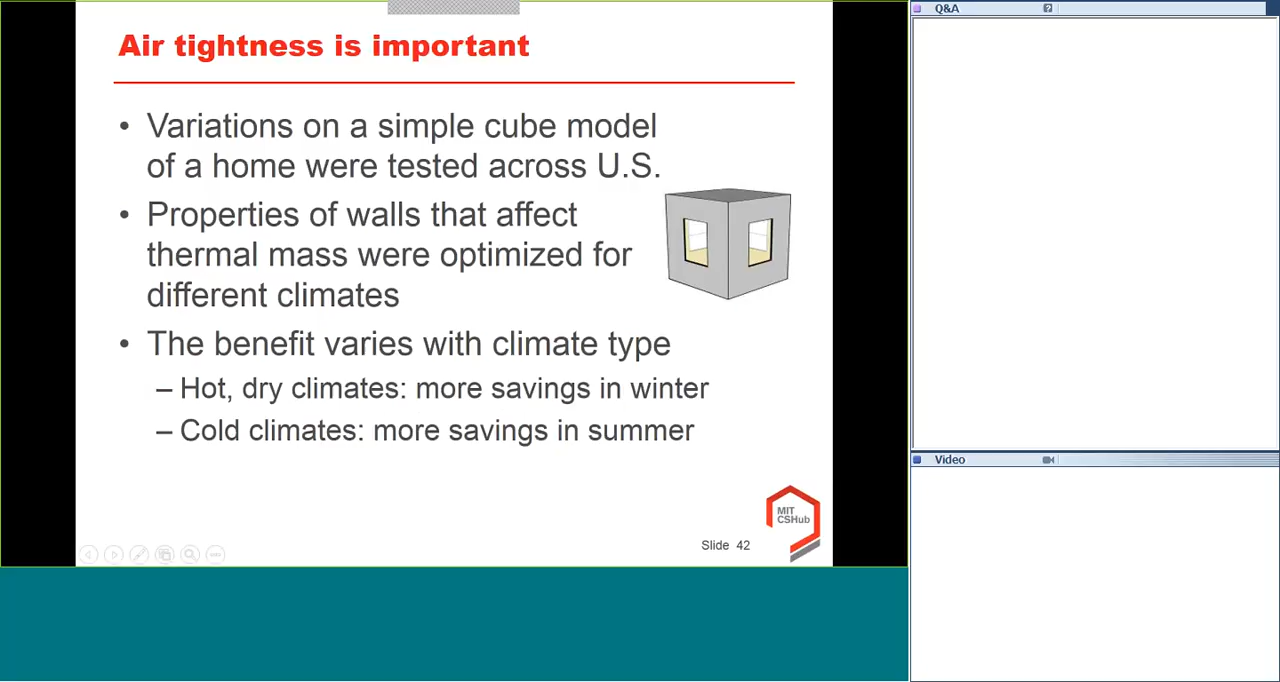 Air tightness is important
• Variations on a simple cube model
of a home were tested across U.S.
• Properties of walls that affect
thermal mass were optimized for
different climates
• The benefit varies with climate type
– Hot, dry climates: more savings in winter
– Cold climates: more savings in summer
MIT
CSHub
Slide 42
Q&A
?
Video